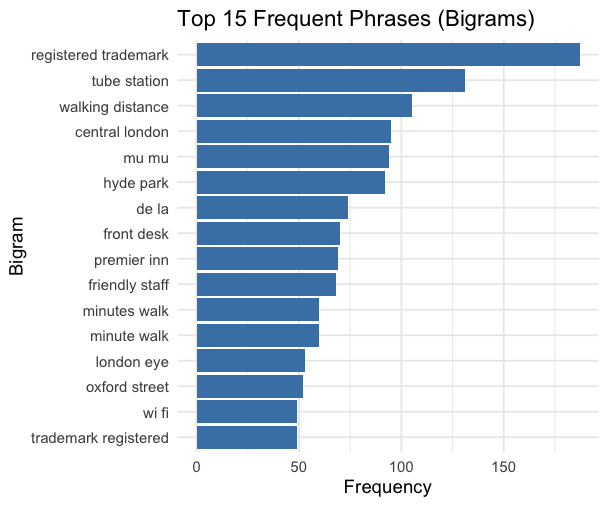 Top 15 Frequent Phrases (Bigrams)
registered trademark
tube station
walking distance
central london
mu mu
hyde park
de la
front desk
premier inn
friendly staff
minutes walk
minute walk
london eye
oxford street
wi fi
trademark registered
Bigram
0 50 100 150
Frequency